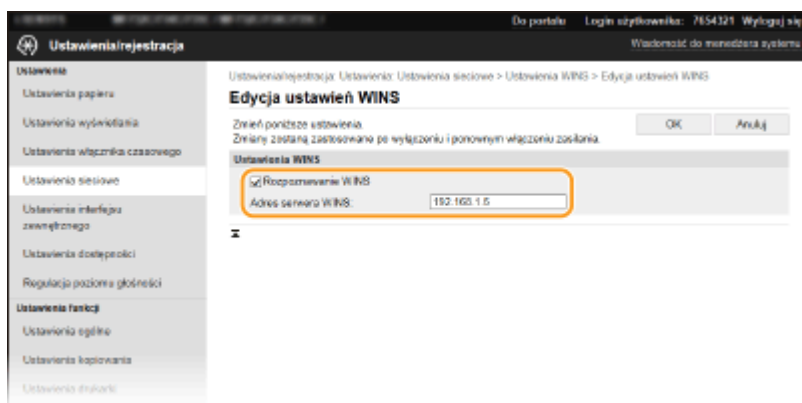 Do portalu Login użytkownika: 7654321 Wyloguj się
Ustawienia/rejestracja
Wiadomość do menedżera systemu
Ustawienia
Ustawienia papieru
Ustawienia wyświetlania
Ustawienia włącznika czasowego
Ustawienia sieciowe
Ustawienia interfejsu
zewnętrznego
Ustawienia dostępności
Regulacja poziomu głośności
Ustawienia funkcji
Ustawienia ogólne
Ustawienia kopiowania
Ustawienia drukarki
Ustawienia/rejestracja: Ustawienia: Ustawienia sieciowe > Ustawienia WINS > Edycja ustawień WINS
Edycja ustawień WINS
Zmień poniższe ustawienia.
Zmiany zostaną zastosowane po wyłączeniu i ponownym włączeniu zasilania.
OK Anuluj
Ustawienia WINS
Rozpoznawanie WINS
Adres serwera WINS: 192.168.1.5